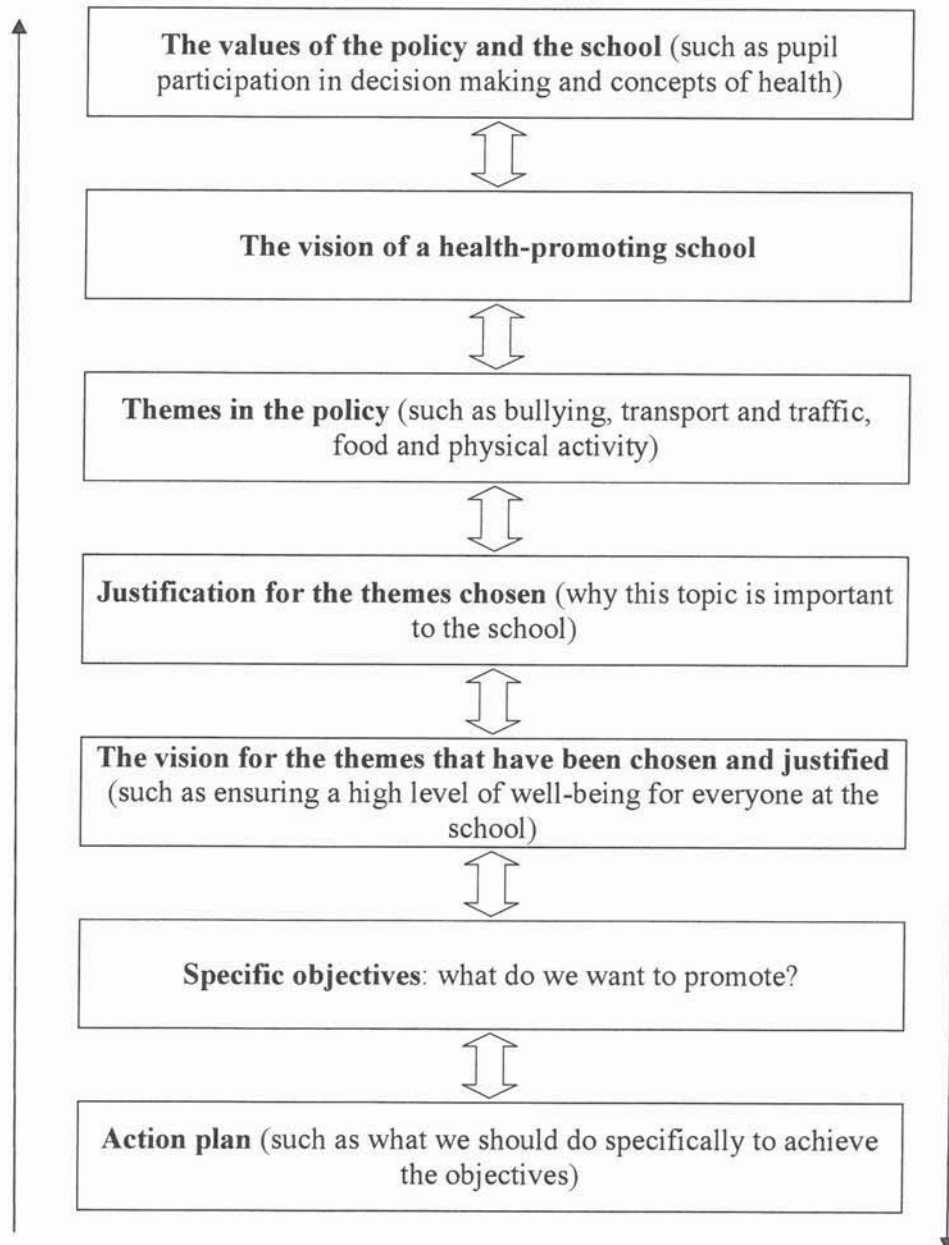 The values of the policy and the school (such as pupil
participation in decision making and concepts of health)
The vision of a health-promoting school
Themes in the policy (such as bullying, transport and traffic,
food and physical activity)
Justification for the themes chosen (why this topic is important
to the school)
The vision for the themes that have been chosen and justified
(such as ensuring a high level of well-being for everyone at the
school)
Specific objectives: what do we want to promote?
Action plan (such as what we should do specifically to achieve
the objectives)